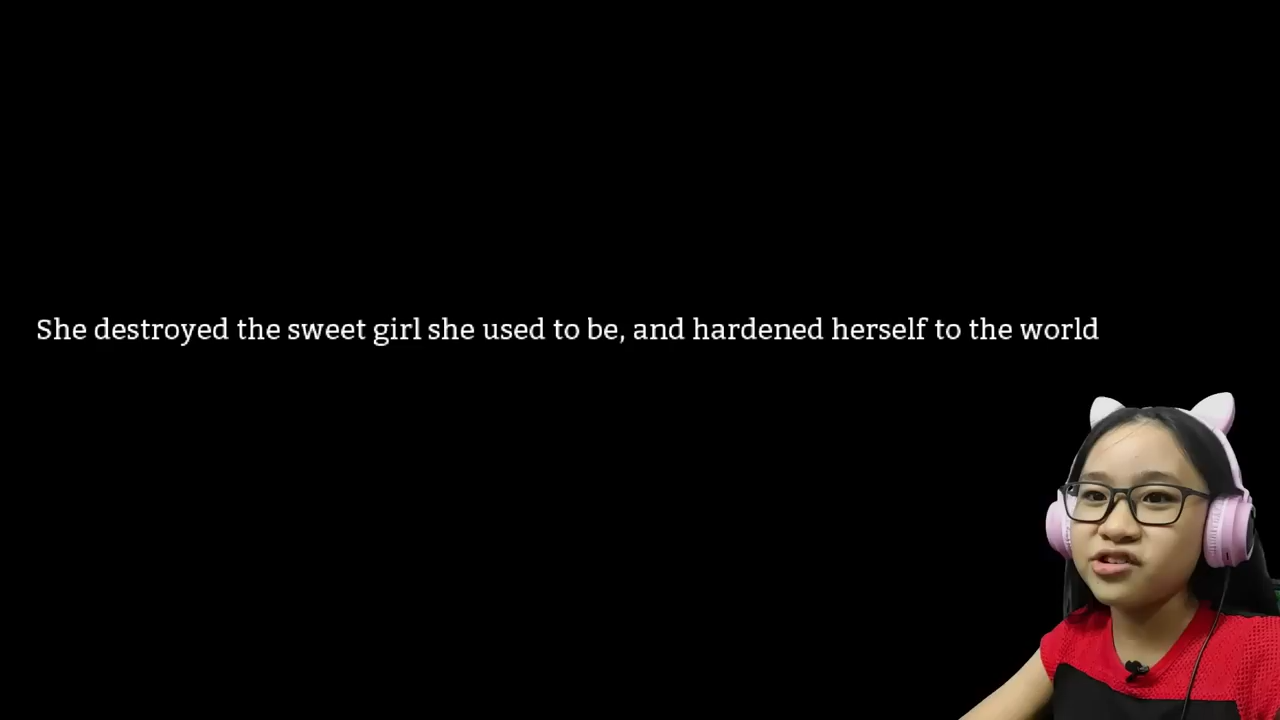 She destroyed the sweet girl she used to be, and hardened herself to the world